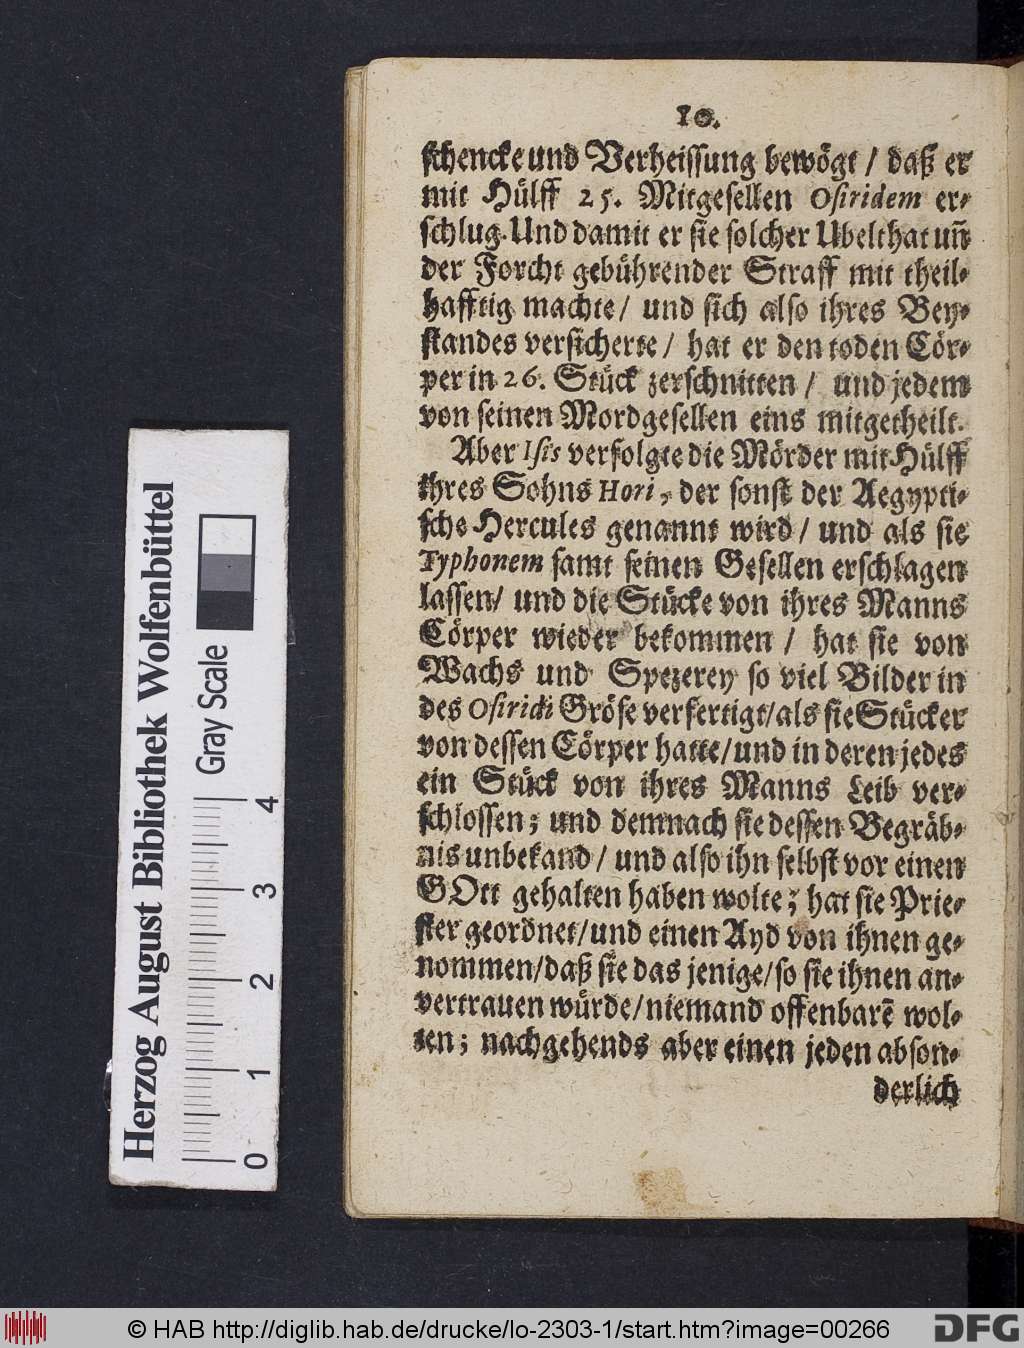 10.
schencke und Verheissung bewögt / daß er
mit Hülff 25. Mitgesellen Osiridem er-
schlug. Und damit er sie solcher Ubelthat uñ
der Forcht gebührender Straff mit theil-
hafftig machte / und sich also ihres Bey-
standes versicherte / hat er den toden Cör-
per in 26. Stück zerschnitten / und jedem
von seinen Mordgesellen eins mitgetheilt.
Aber Isis verfolgte die Mörder mit Hülff
ihres Sohns Hori, der sonst der Aegypti-
sche Hercules genannt wird / und als sie
Typhonem samt seinen Gesellen erschlagen
lassen / und die Stücke von ihres Manns
Cörper wieder bekommen / hat sie von
Wachs und Spezerey so viel Bilder in
des Osiridi Gröse verfertigt / als sie Stücker
von dessen Cörper hatte / und in deren jedes
ein Stück von ihres Manns Leib ver-
schlossen; und demnach sie dessen Begräb-
nis unbekand / und also ihn selbst vor einen
GOtt gehalten haben wolte; hat sie Prie-
ster geordnet / und einen Ayd von ihnen ge-
nommen / daß sie das jenige / so sie ihnen an-
vertrauen würde / niemand offenbarē wol-
ten; nachgehends aber einen jeden abson-
derlich
Herzog August Bibliothek Wolfenbüttel
Gray Scale
0 1 2 3 4
© HAB http://diglib.hab.de/drucke/lo-2303-1/start.htm?image=00266
DFG